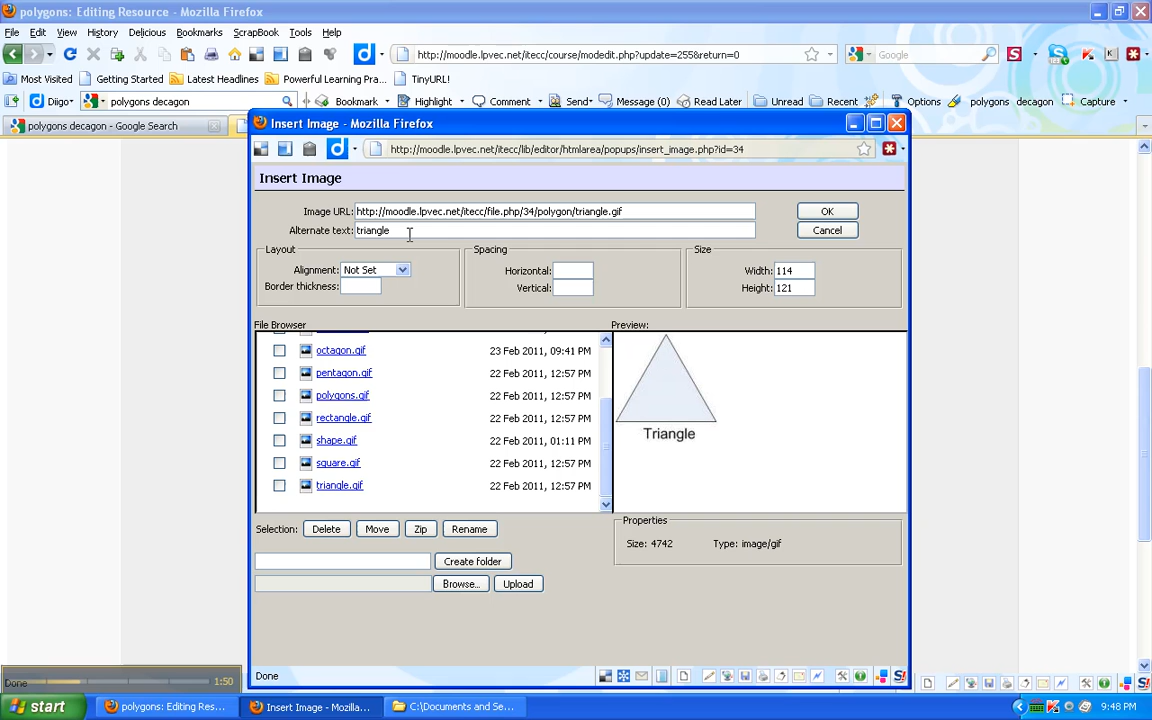 polygons: Editing Resource - Mozilla Firefox
File Edit View History Delicious Bookmarks ScrapBook Tools Help
http://moodle.lpvec.net/itecc/course/modedit.php?update=255&return=0
Google
Most Visited Getting Started Latest Headlines Powerful Learning Pra... TinyURL!
Diigo polygons decagon Bookmark Highlight Comment Send Message (0) Read Later Unread Recent Options polygons decagon Capture
polygons decagon - Google Search
Insert Image - Mozilla Firefox
http://moodle.lpvec.net/itecc/lib/editor/htmlarea/popups/insert_image.php?id=34
Insert Image
Image URL: http://moodle.lpvec.net/itecc/file.php/34/polygon/triangle.gif OK
Alternate text: triangle Cancel
Layout Spacing Size
Alignment: Not Set Horizontal: Width: 114
Border thickness: Vertical: Height: 121
File Browser Preview:
octagon.gif 23 Feb 2011, 09:41 PM
pentagon.gif 22 Feb 2011, 12:57 PM
polygons.gif 22 Feb 2011, 12:57 PM
rectangle.gif 22 Feb 2011, 12:57 PM
shape.gif 22 Feb 2011, 01:11 PM
square.gif 22 Feb 2011, 12:57 PM
triangle.gif 22 Feb 2011, 12:57 PM
Triangle
Selection: Delete Move Zip Rename
Properties
Size: 4742 Type: image/gif
Create folder
Browse... Upload
Done
Done 1:50
start polygons: Editing Reso... Insert Image - Mozilla... C:\Documents and Se... 9:48 PM